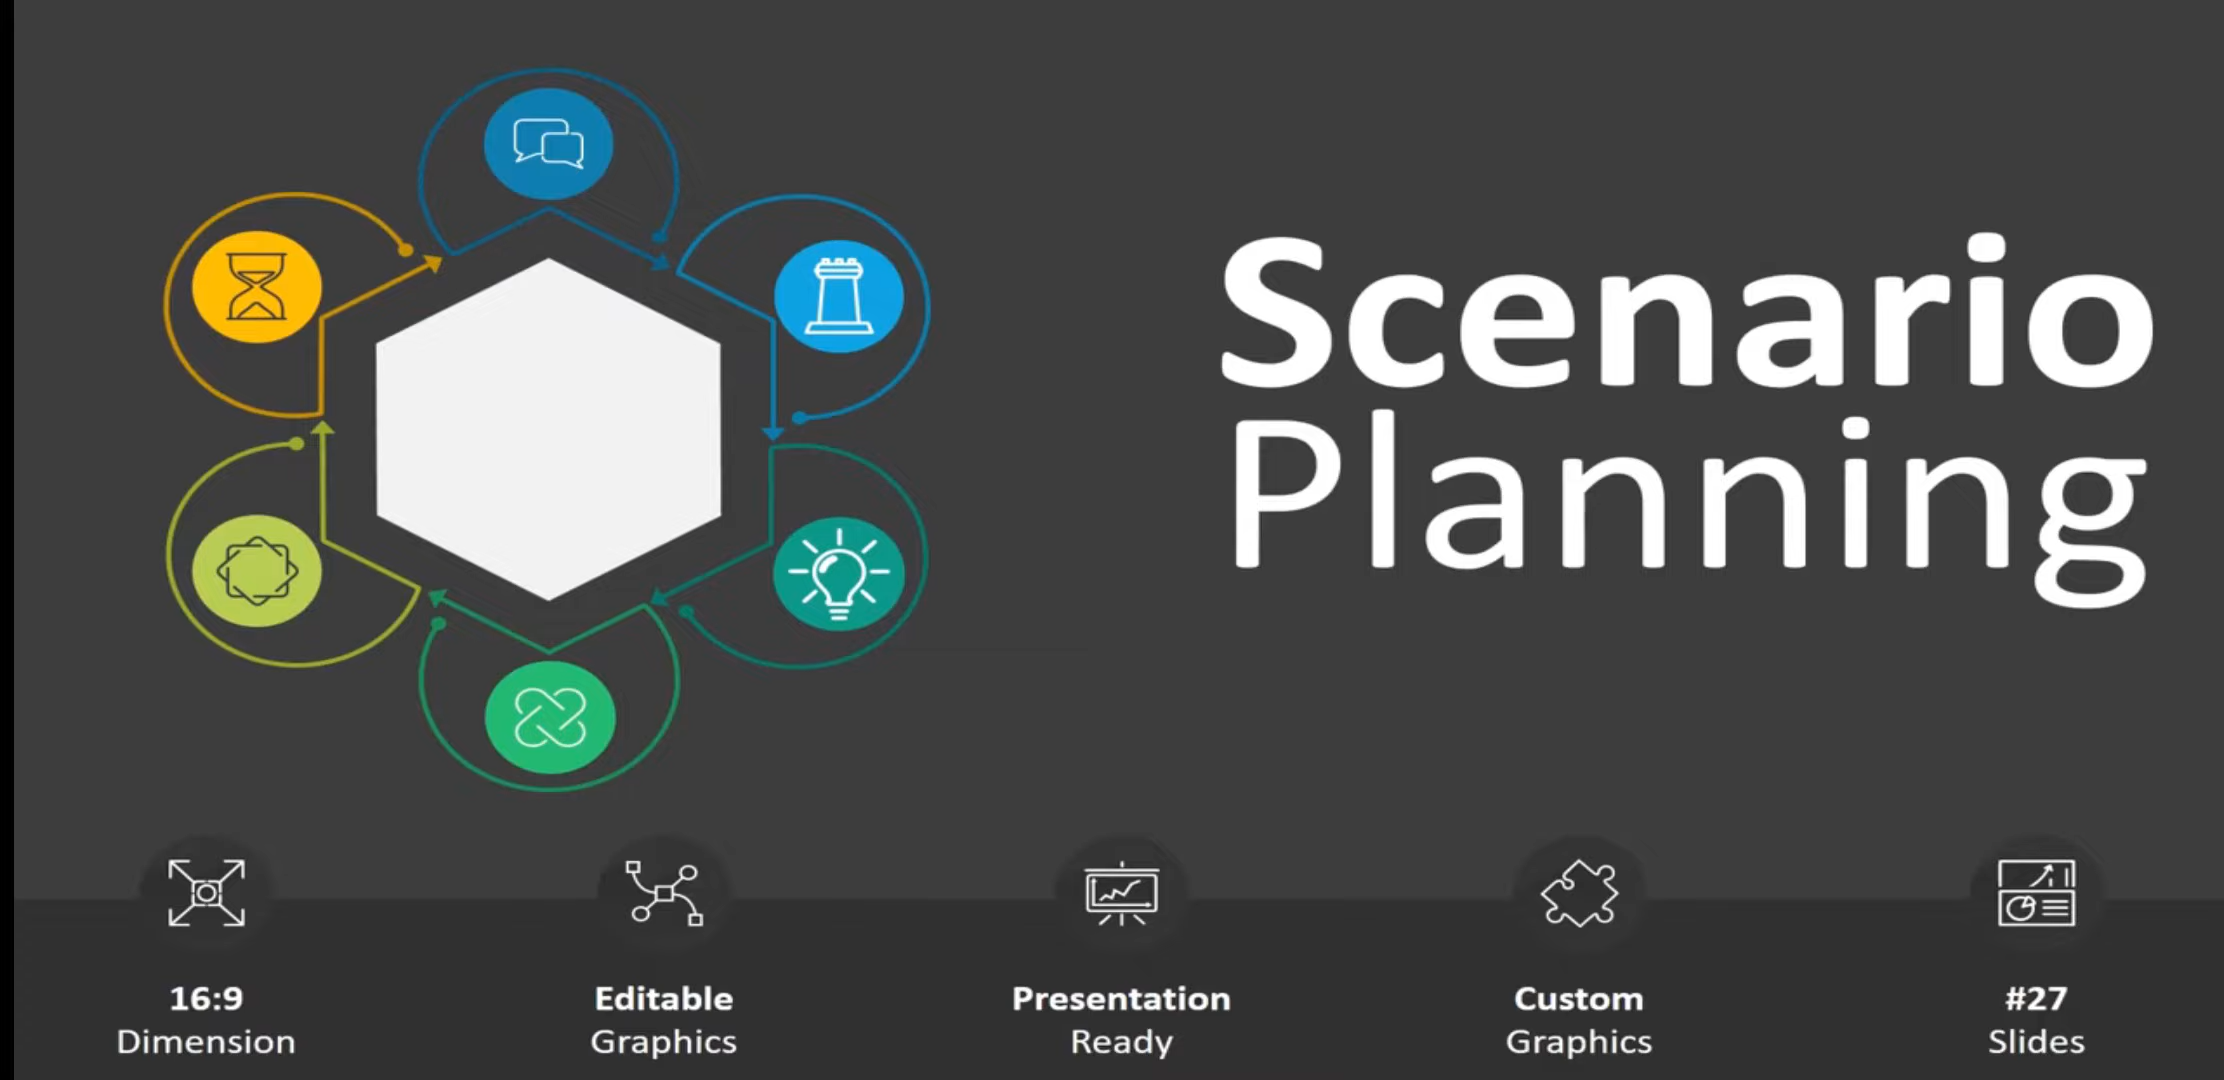 Scenario
Planning
16:9
Dimension
Editable
Graphics
Presentation
Ready
Custom
Graphics
#27
Slides